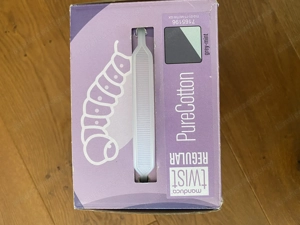 manduca
twist
REGULAR
PureCotton
grey-mint